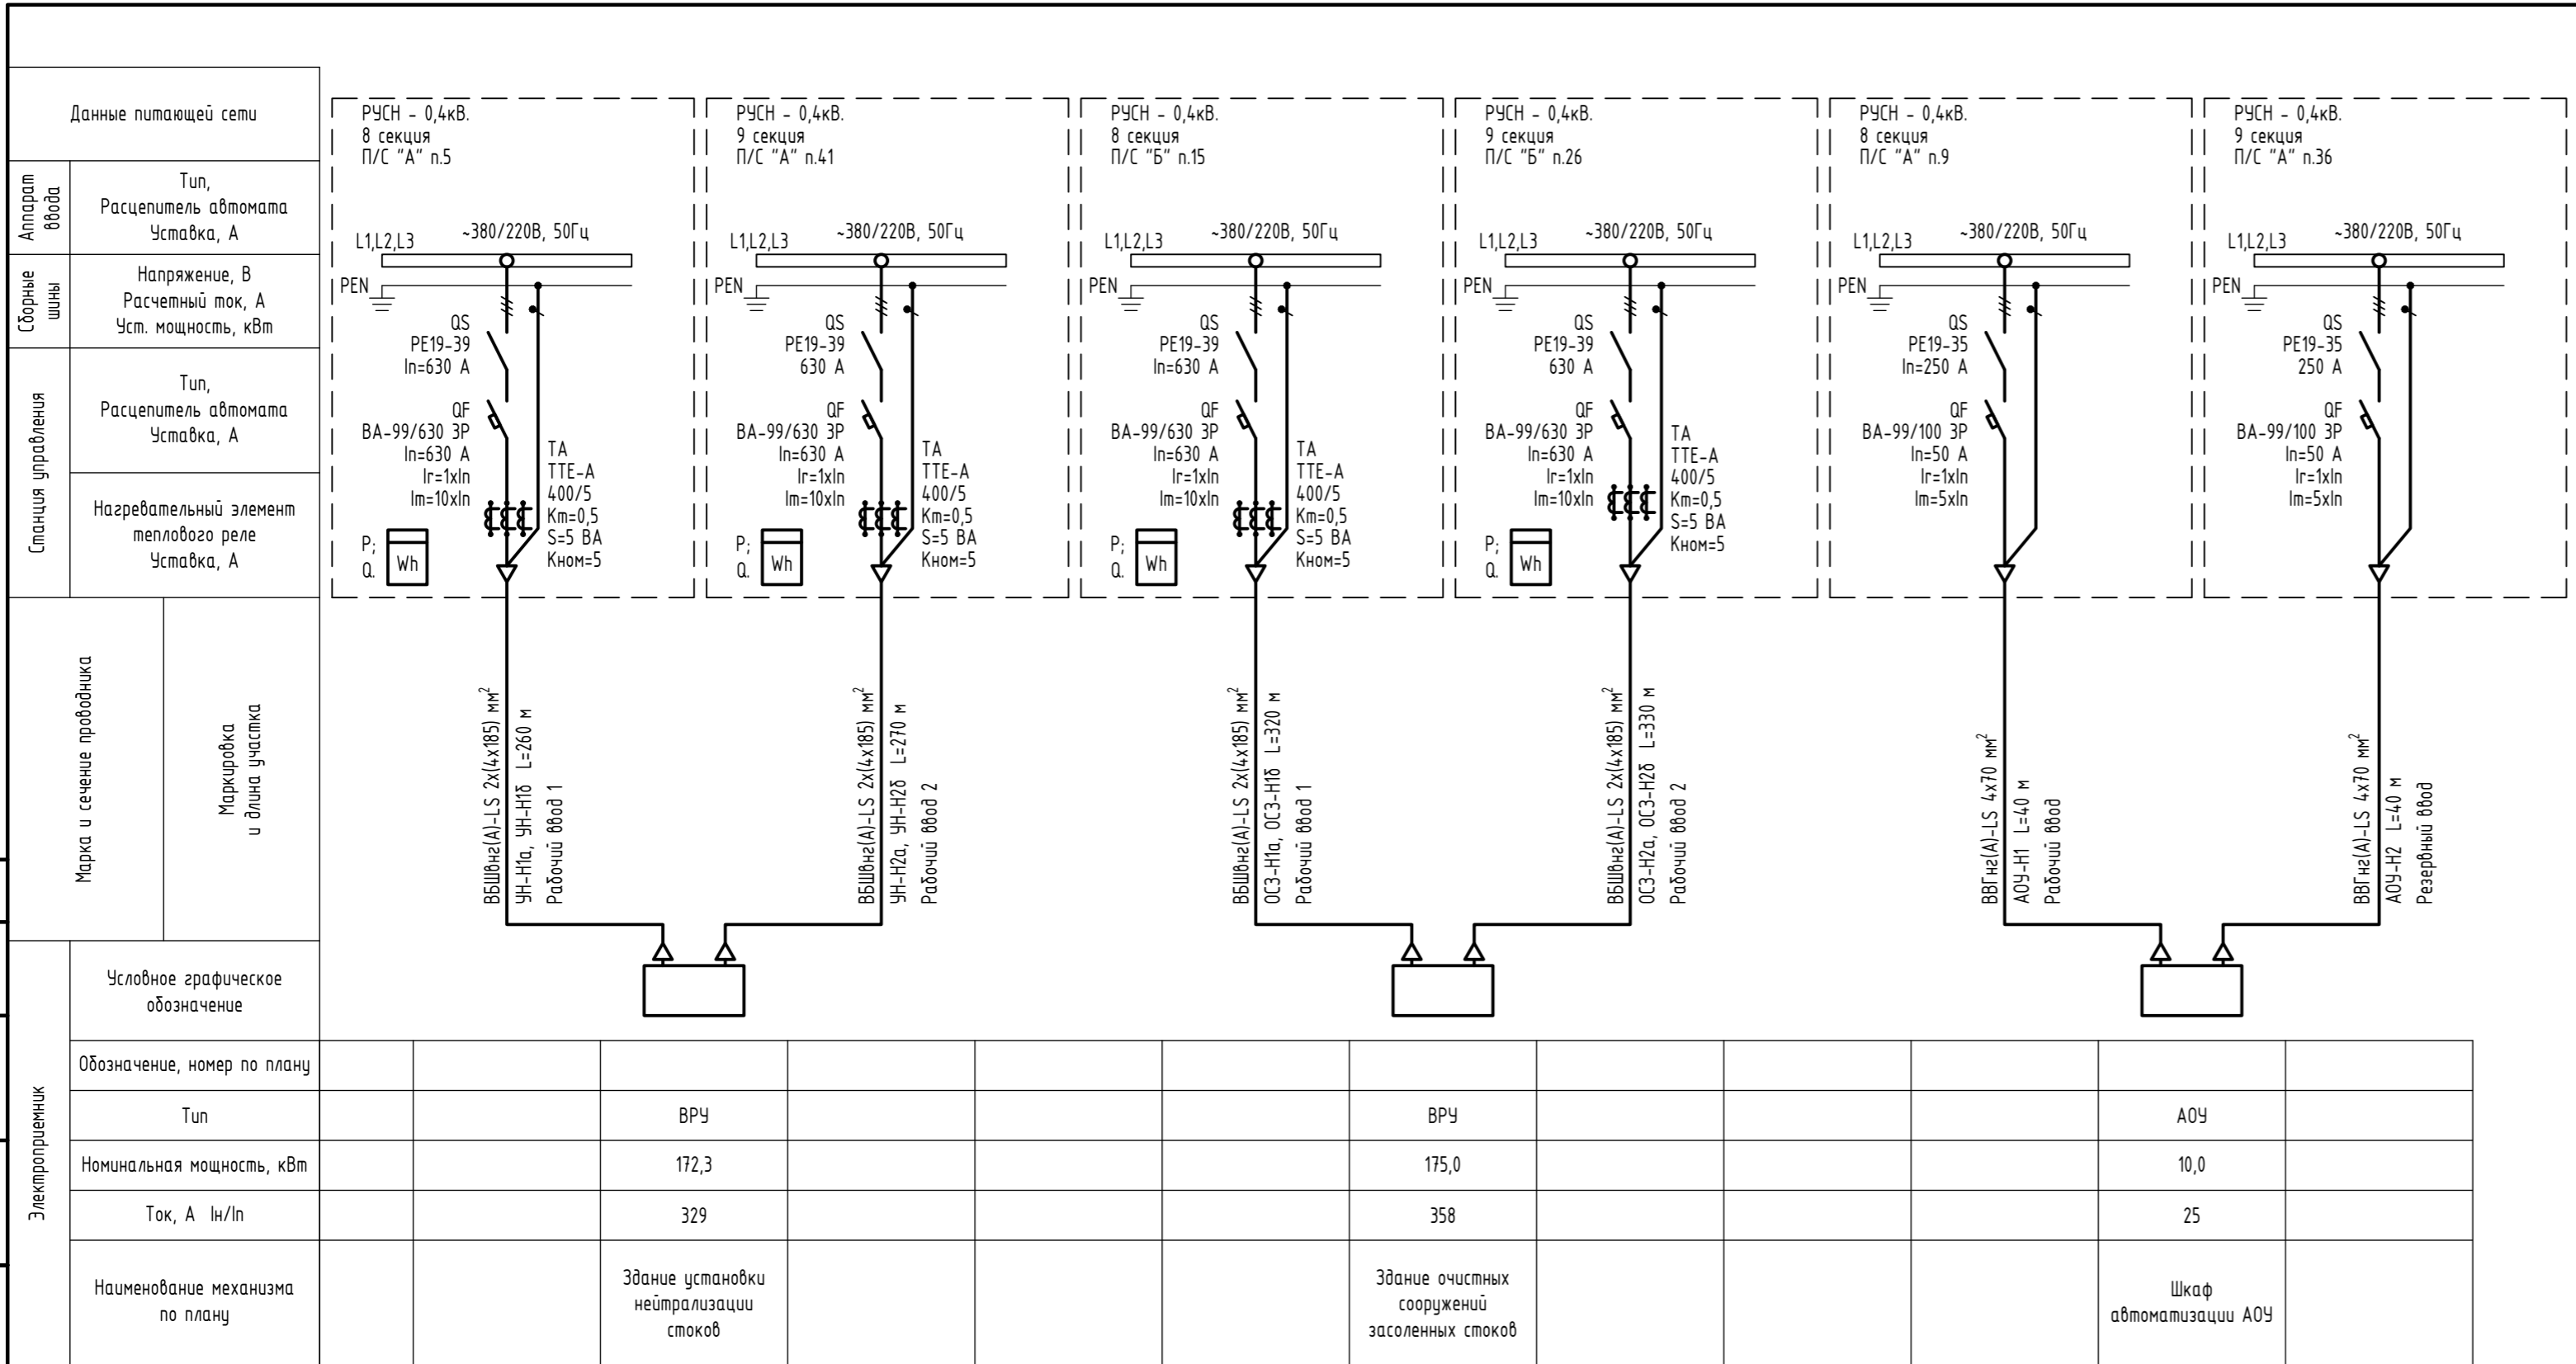 Данные питающей сети
Аппарат
ввода
Тип,
Расцепитель автомата
Уставка, А
Сборные
шины
Напряжение, В
Расчетный ток, А
Уст. мощность, кВт
Станция управления
Тип,
Расцепитель автомата
Уставка, А
Нагревательный элемент
теплового реле
Уставка, А
Марка и сечение проводника
Маркировка
и длина участка
РУСН - 0,4кВ.
8 секция
П/С "А" п.5
L1,L2,L3
~380/220В, 50Гц
PEN
QS
РЕ19-39
In=630 А
QF
ВА-99/630 3Р
In=630 А
Ir=1xIn
Im=10xIn
ТА
ТТЕ-А
400/5
Кт=0,5
S=5 ВА
Кном=5
P;
Q.
Wh
ВБШвнг(А)-LS 2х(4х185) мм²
УН-Н1а, УН-Н1б L=260 м
Рабочий ввод 1
РУСН - 0,4кВ.
9 секция
П/С "А" п.41
L1,L2,L3
~380/220В, 50Гц
PEN
QS
РЕ19-39
630 А
QF
ВА-99/630 3Р
In=630 А
Ir=1xIn
Im=10xIn
ТА
ТТЕ-А
400/5
Кт=0,5
S=5 ВА
Кном=5
P;
Q.
Wh
ВБШвнг(А)-LS 2х(4х185) мм²
УН-Н2а, УН-Н2б L=270 м
Рабочий ввод 2
РУСН - 0,4кВ.
8 секция
П/С "Б" п.15
L1,L2,L3
~380/220В, 50Гц
PEN
QS
РЕ19-39
In=630 А
QF
ВА-99/630 3Р
In=630 А
Ir=1xIn
Im=10xIn
ТА
ТТЕ-А
400/5
Кт=0,5
S=5 ВА
Кном=5
P;
Q.
Wh
ВБШвнг(А)-LS 2х(4х185) мм²
ОСЗ-Н1а, ОСЗ-Н1б L=320 м
Рабочий ввод 1
РУСН - 0,4кВ.
9 секция
П/С "Б" п.26
L1,L2,L3
~380/220В, 50Гц
PEN
QS
РЕ19-39
630 А
QF
ВА-99/630 3Р
In=630 А
Ir=1xIn
Im=10xIn
ТА
ТТЕ-А
400/5
Кт=0,5
S=5 ВА
Кном=5
P;
Q.
Wh
ВБШвнг(А)-LS 2х(4х185) мм²
ОСЗ-Н2а, ОСЗ-Н2б L=330 м
Рабочий ввод 2
РУСН - 0,4кВ.
8 секция
П/С "А" п.9
L1,L2,L3
~380/220В, 50Гц
PEN
QS
РЕ19-35
In=250 А
QF
ВА-99/100 3Р
In=50 А
Ir=1xIn
Im=5xIn
ВВГнг(А)-LS 4х70 мм²
АОУ-Н1 L=40 м
Рабочий ввод
РУСН - 0,4кВ.
9 секция
П/С "А" п.36
L1,L2,L3
~380/220В, 50Гц
PEN
QS
РЕ19-35
250 А
QF
ВА-99/100 3Р
In=50 А
Ir=1xIn
Im=5xIn
ВВГнг(А)-LS 4х70 мм²
АОУ-Н2 L=40 м
Резервный ввод
Электроприемник
Условное графическое
обозначение
Обозначение, номер по плану
Тип
ВРУ
ВРУ
АОУ
Номинальная мощность, кВт
172,3
175,0
10,0
Ток, А Iн/Iп
329
358
25
Наименование механизма
по плану
Здание установки
нейтрализации
стоков
Здание очистных
сооружений
засоленных стоков
Шкаф
автоматизации АОУ